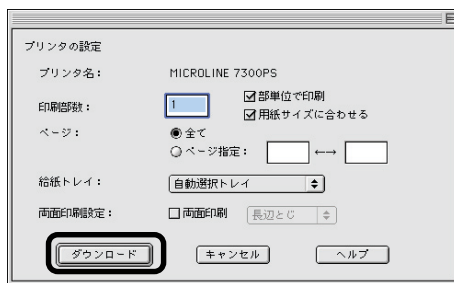 プリンタの設定
プリンタ名： MICROLINE 7300PS
印刷部数： 1 部単位で印刷
用紙サイズに合わせる
ページ： 全て
ページ指定： ←→
給紙トレイ： 自動選択トレイ
両面印刷設定： 両面印刷 長辺とじ
ダウンロード キャンセル ヘルプ